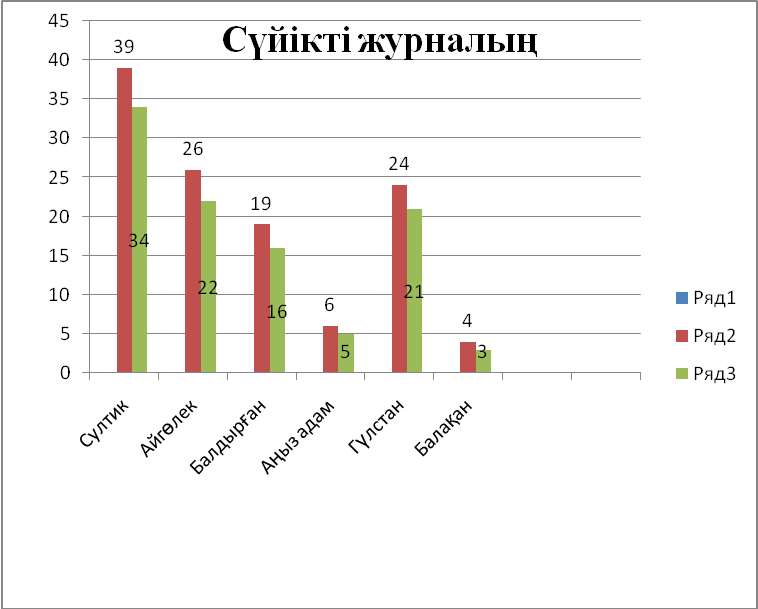 Сүйікті журналың
45
40
35
30
25
20
15
10
5
0
39
34
26
22
19
16
6
5
24
21
4
3
Сүлтик
Айгөлек
Балдырған
Аңыз адам
Гүлстан
Балақан
Ряд1
Ряд2
Ряд3